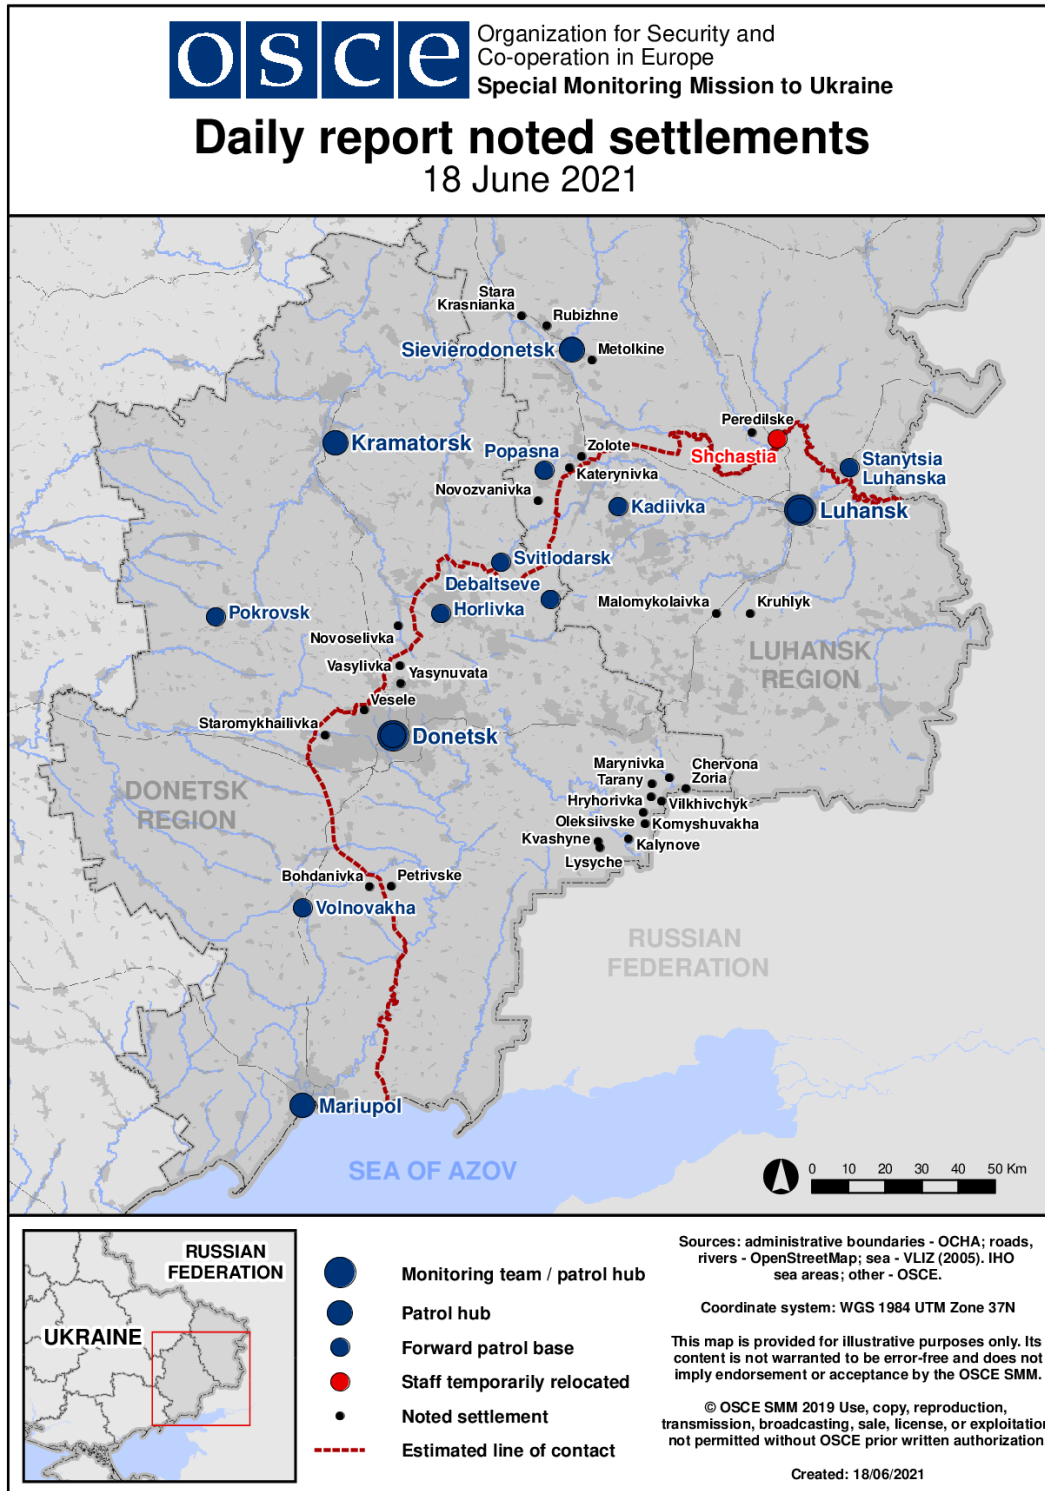 osce
Organization for Security and
Co-operation in Europe
Special Monitoring Mission to Ukraine
Daily report noted settlements
18 June 2021
Stara
Krasnianka
Rubizhne
Sievierodonetsk
Metolkine
Peredilske
Kramatorsk
Popasna
Zolote
Shchastia
Stanytsia
Luhanska
Katerynivka
Novozvanivka
Kadiivka
Luhansk
Svitlodarsk
Debaltseve
Pokrovsk
Horlivka
Malomykolaivka
Kruhlyk
Novoselivka
LUHANSK
REGION
Vasylivka
Yasynuvata
Vesele
Staromykhailivka
Donetsk
Marynivka
Chervona
Zoria
Tarany
DONETSK
REGION
Hryhorivka
Vilkhivchyk
Oleksiivske
Komyshuvakha
Kvashyne
Kalynove
Lysyche
Bohdanivka
Petrivske
Volnovakha
RUSSIAN
FEDERATION
Mariupol
SEA OF AZOV
0 10 20 30 40 50 Km
RUSSIAN
FEDERATION
UKRAINE
Monitoring team / patrol hub
Patrol hub
Forward patrol base
Staff temporarily relocated
Noted settlement
Estimated line of contact
Sources: administrative boundaries - OCHA; roads,
rivers - OpenStreetMap; sea - VLIZ (2005). IHO
sea areas; other - OSCE.
Coordinate system: WGS 1984 UTM Zone 37N
This map is provided for illustrative purposes only. Its
content is not warranted to be error-free and does not
imply endorsement or acceptance by the OSCE SMM.
© OSCE SMM 2019 Use, copy, reproduction,
transmission, broadcasting, sale, license, or exploitation
not permitted without OSCE prior written authorization
Created: 18/06/2021